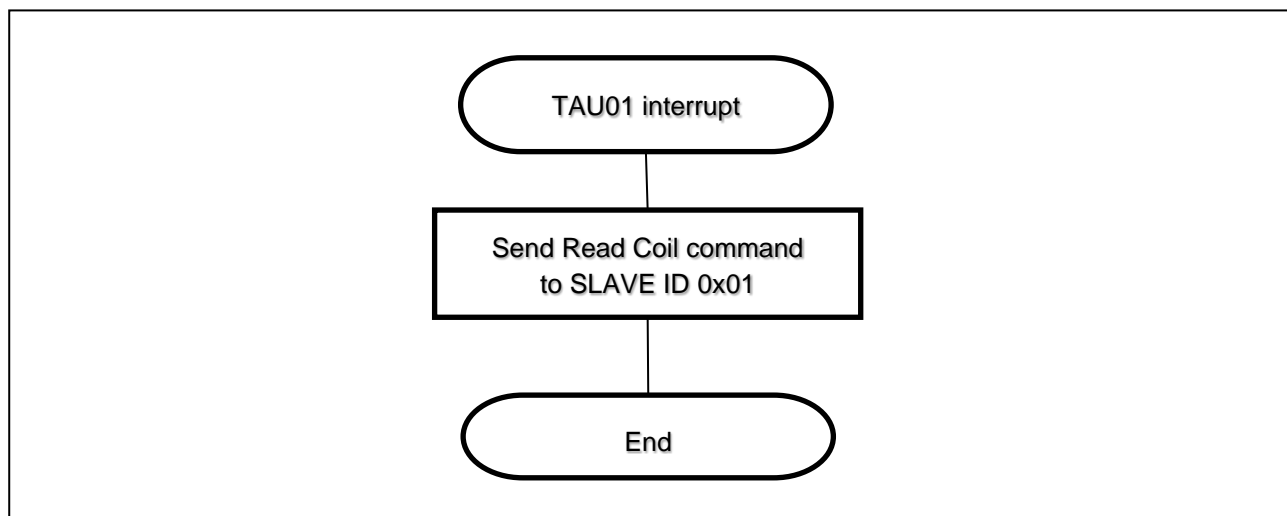 TAU01 interrupt
Send Read Coil command
to SLAVE ID 0x01
End